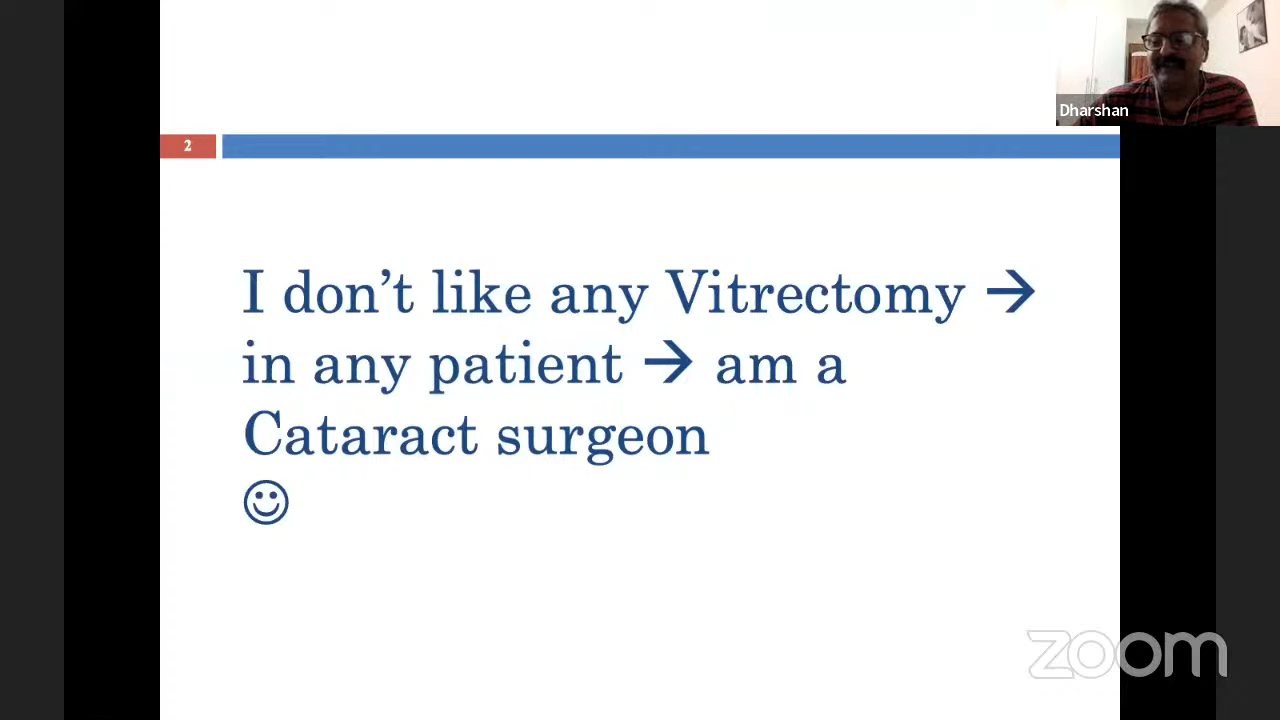 Dharshan
2
I don’t like any Vitrectomy →
in any patient → am a
Cataract surgeon
☺
zoom